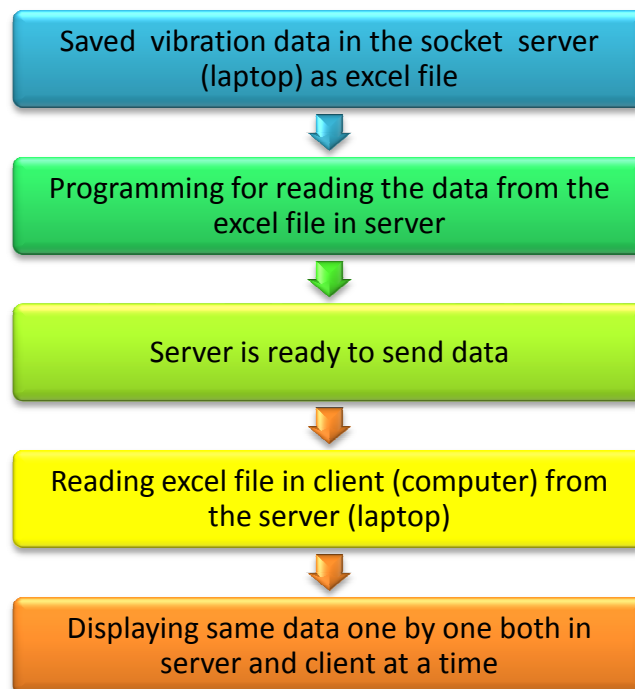 Saved vibration data in the socket server
(laptop) as excel file
Programming for reading the data from the
excel file in server
Server is ready to send data
Reading excel file in client (computer) from
the server (laptop)
Displaying same data one by one both in
server and client at a time